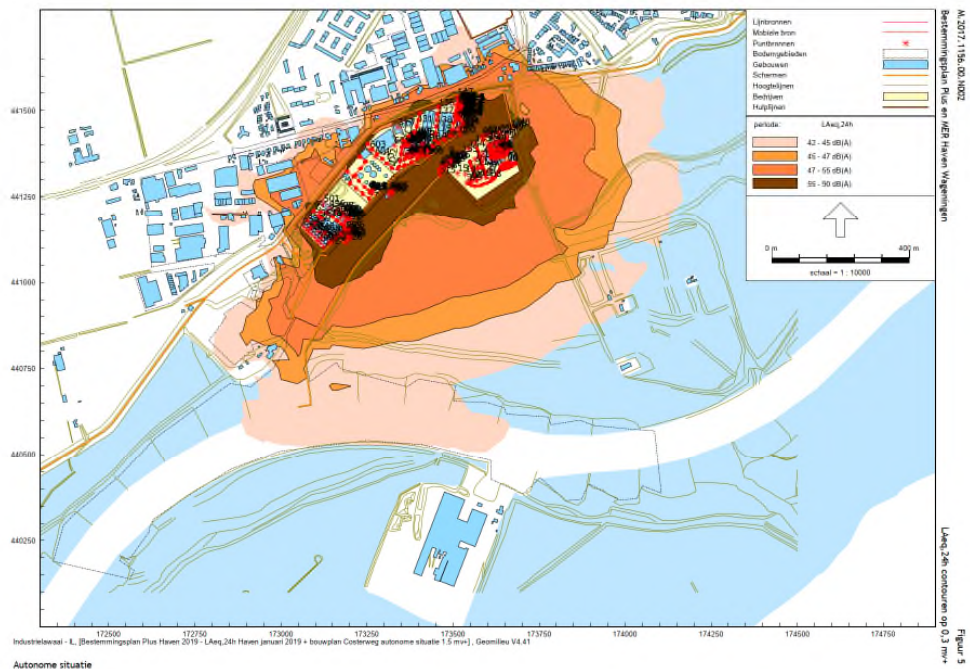 Lijnbronnen
Mobiele bron
Puntbronnen
Bodemgebieden
Gebouwen
Schermen
Hoogtelijnen
Bedrijven
Hulplijnen
periode: LAeq,24h
42 - 45 dB(A)
45 - 47 dB(A)
47 - 55 dB(A)
55 - 90 dB(A)
0 m 400 m
schaal = 1 : 10000
M.2017.1156.00.N002
Bestemmingsplan Plus en MER Haven Wageningen
Figuur 5
LAeq,24h contouren op 0,3 mv+
441500
441250
441000
440750
440500
440250
172500 172750 173000 173250 173500 173750 174000 174250 174500 174750
Industrielawaai - IL, [Bestemmingsplan Plus Haven 2019 - LAeq,24h Haven januari 2019 + bouwplan Costerweg autonome situatie 1,5 mv+] , Geomilieu V4.41
Autonome situatie